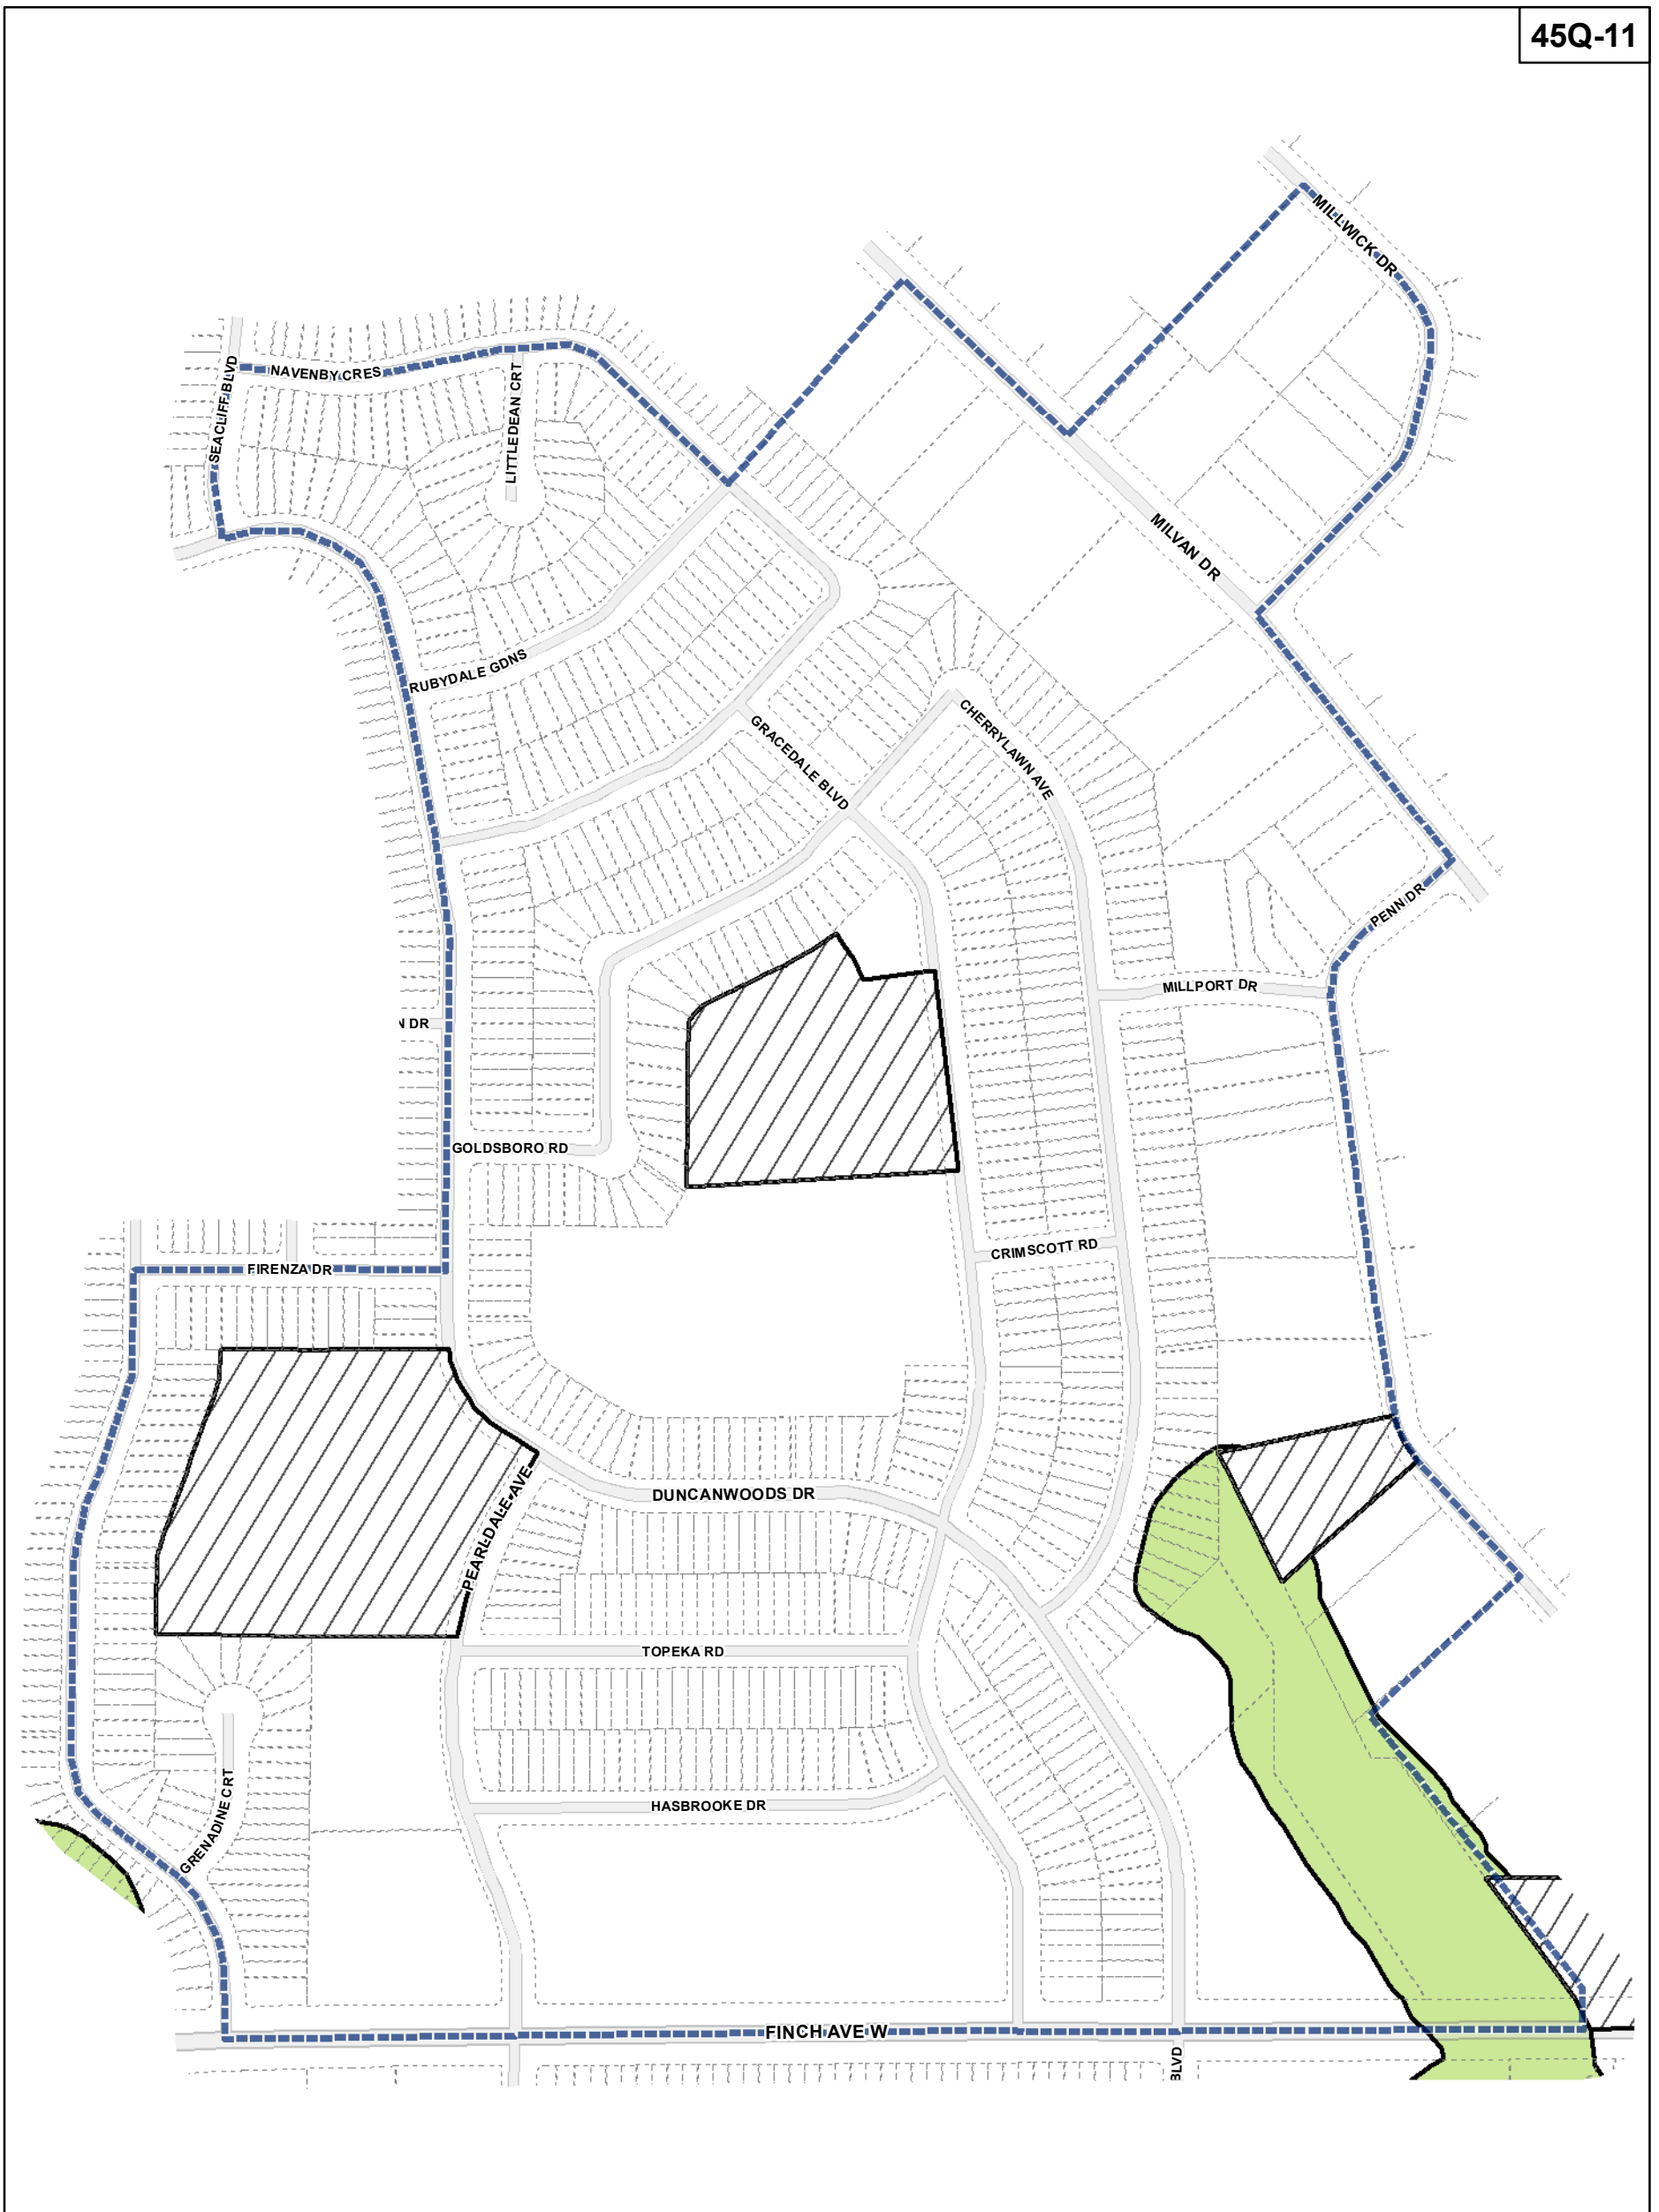 45Q-11
MILLWICK DR
NAVENBY CRES
SEACLIFF BLVD
LITTLEDEAN CRT
MILVAN DR
RUBYDALE GDNS
GRACEDALE BLVD
CHERRYLAWN AVE
PENN DR
MILLPORT DR
N DR
GOLDSBORO RD
CRIMSCOTT RD
FIRENZA DR
DUNCANWOODS DR
PEARLDALE AVE
TOPEKA RD
HASBROOKE DR
GRENADINE CRT
FINCH AVE W
BLVD